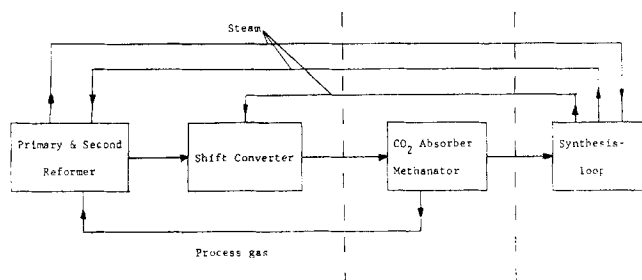 Steam
Primary & Second
Reformer
Shift Converter
CO2 Absorber
Methanator
Synthesis-
loop
Process gas